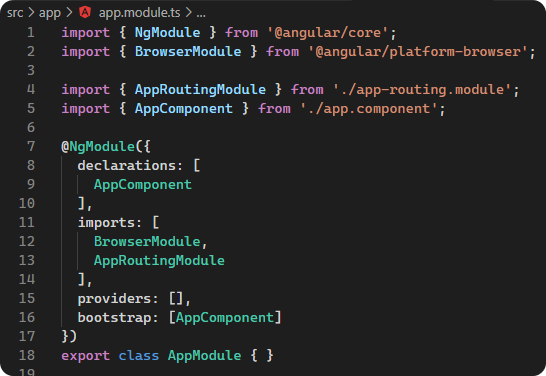 src > app > app.module.ts > ...
1 import { NgModule } from '@angular/core';
2 import { BrowserModule } from '@angular/platform-browser';
3
4 import { AppRoutingModule } from './app-routing.module';
5 import { AppComponent } from './app.component';
6
7 @NgModule({
8   declarations: [
9     AppComponent
10   ],
11   imports: [
12     BrowserModule,
13     AppRoutingModule
14   ],
15   providers: [],
16   bootstrap: [AppComponent]
17 })
18 export class AppModule { }
19